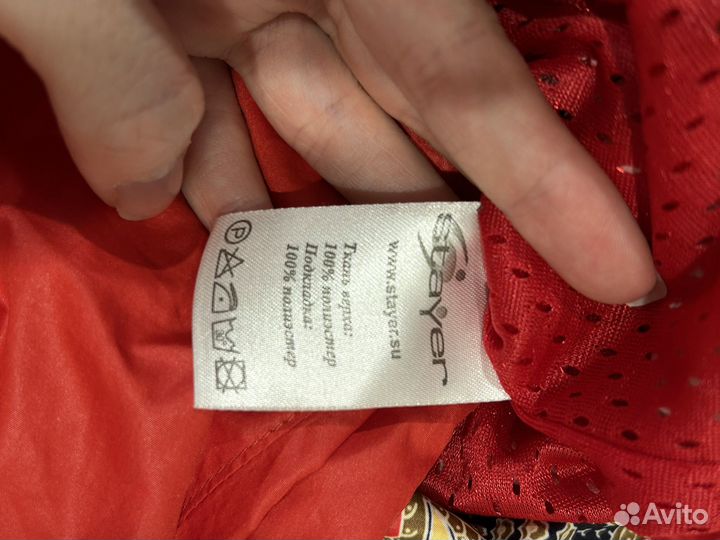 stayer
www.stayer.su
Ткань верха:
100% полиэстер
Подкладка:
100% полиэстер
P
Avito